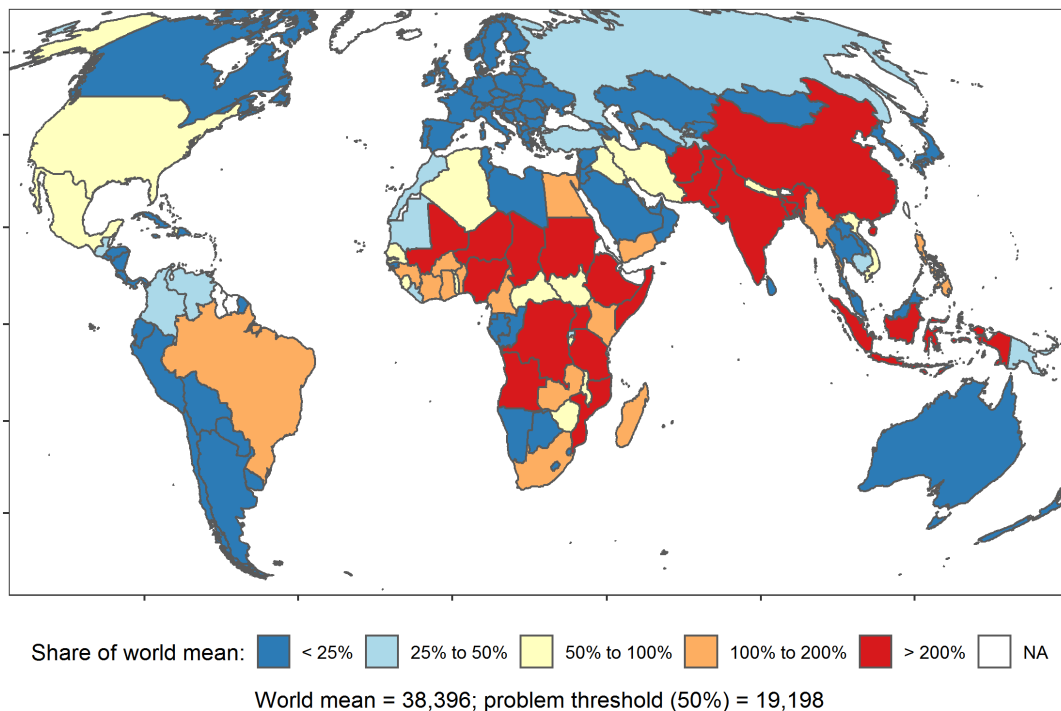 Share of world mean: < 25% 25% to 50% 50% to 100% 100% to 200% > 200% NA
World mean = 38,396; problem threshold (50%) = 19,198